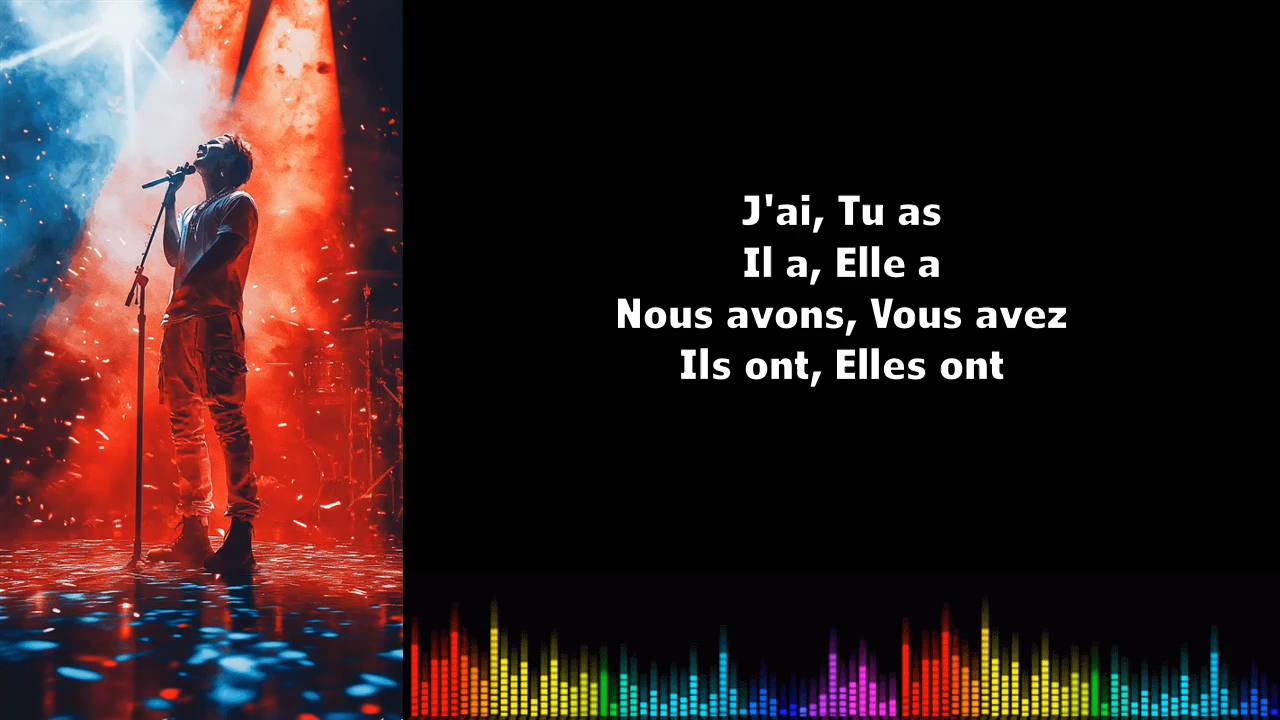 J'ai, Tu as
Il a, Elle a
Nous avons, Vous avez
Ils ont, Elles ont